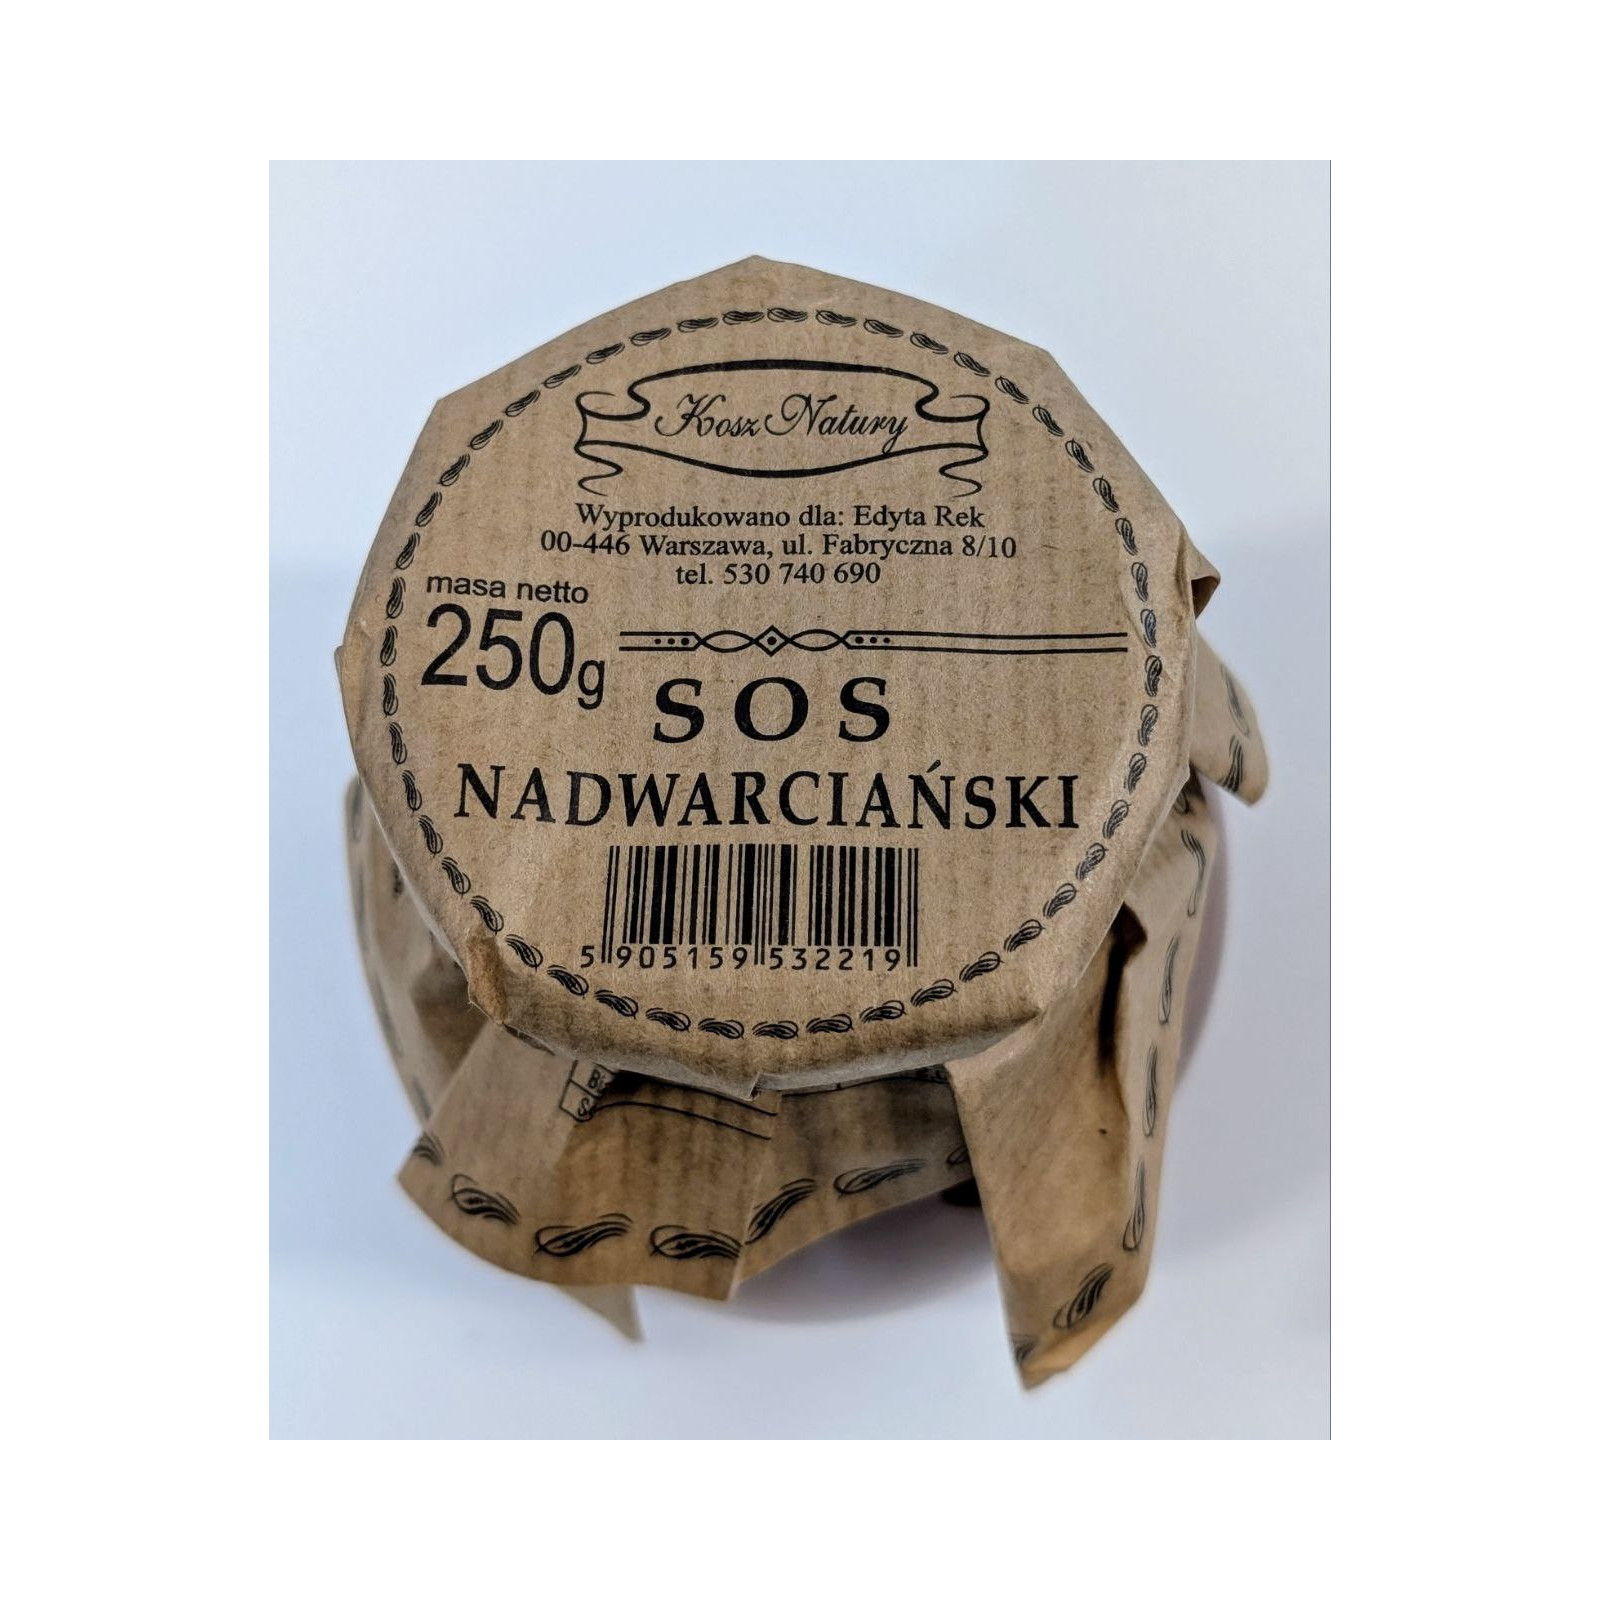 Kosz Natury
Wyprodukowano dla: Edyta Rek
00-446 Warszawa, ul. Fabryczna 8/10
tel. 530 740 690
masa netto
250g
SOS
NADWARCIAŃSKI
5 905159 532219